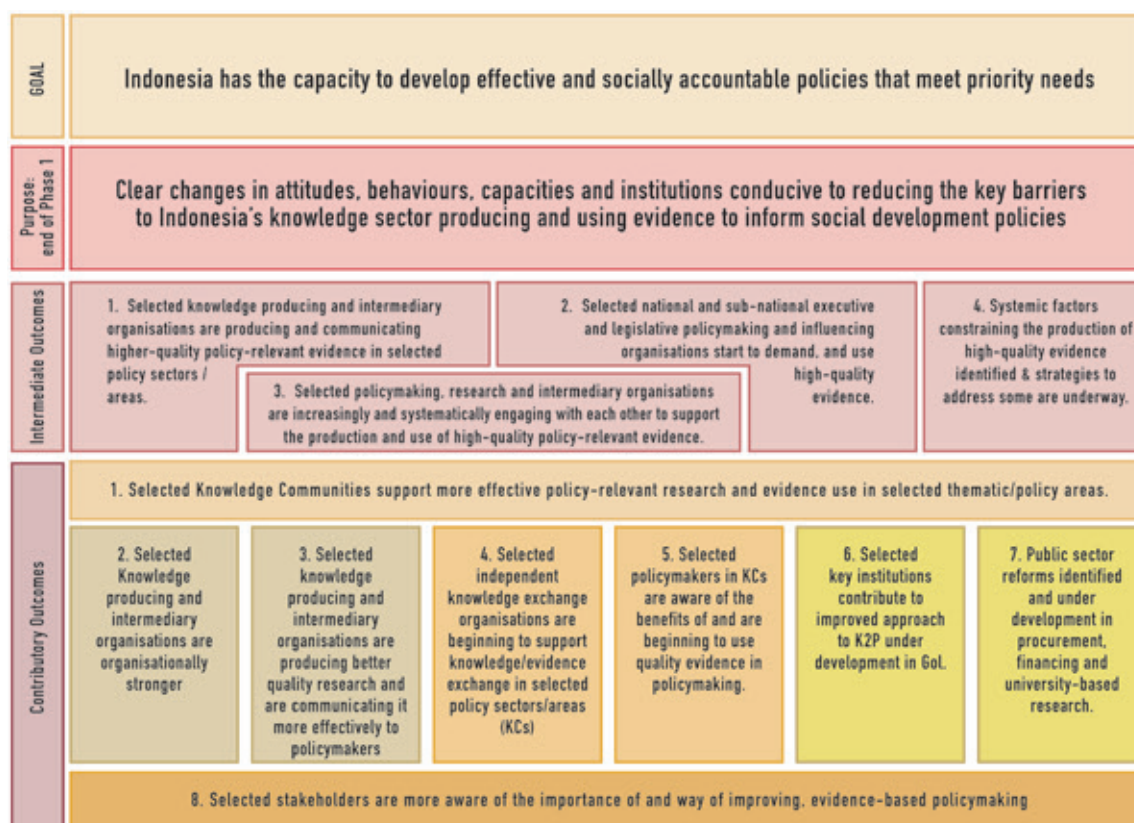 GOAL
Indonesia has the capacity to develop effective and socially accountable policies that meet priority needs
Purpose:
end of Phase 1
Clear changes in attitudes, behaviours, capacities and institutions conducive to reducing the key barriers
to Indonesia's knowledge sector producing and using evidence to inform social development policies
Intermediate Outcomes
1. Selected knowledge producing and intermediary
organisations are producing and communicating
higher-quality policy-relevant evidence in selected
policy sectors /
areas.
2. Selected national and sub-national executive
and legislative policymaking and influencing
organisations start to demand, and use
high-quality
evidence.
3. Selected policymaking, research and intermediary organisations
are increasingly and systematically engaging with each other to support
the production and use of high-quality policy-relevant evidence.
4. Systemic factors
constraining the production of
high-quality evidence
identified & strategies to
address some are underway.
Contributory Outcomes
1. Selected Knowledge Communities support more effective policy-relevant research and evidence use in selected thematic/policy areas.
2. Selected
Knowledge
producing and
intermediary
organisations are
organisationally
stronger
3. Selected
knowledge
producing and
intermediary
organisations are
producing better
quality research and
are communicating it
more effectively to
policymakers
4. Selected
independent
knowledge exchange
organisations are
beginning to support
knowledge/evidence
exchange in selected
policy sectors/areas
(KCs)
5. Selected
policymakers in KCs
are aware of the
benefits of and are
beginning to use
quality evidence in
policymaking.
6. Selected
key institutions
contribute to
improved approach
to K2P under
development in GoI.
7. Public sector
reforms identified
and under
development in
procurement,
financing and
university-based
research.
8. Selected stakeholders are more aware of the importance of and way of improving, evidence-based policymaking